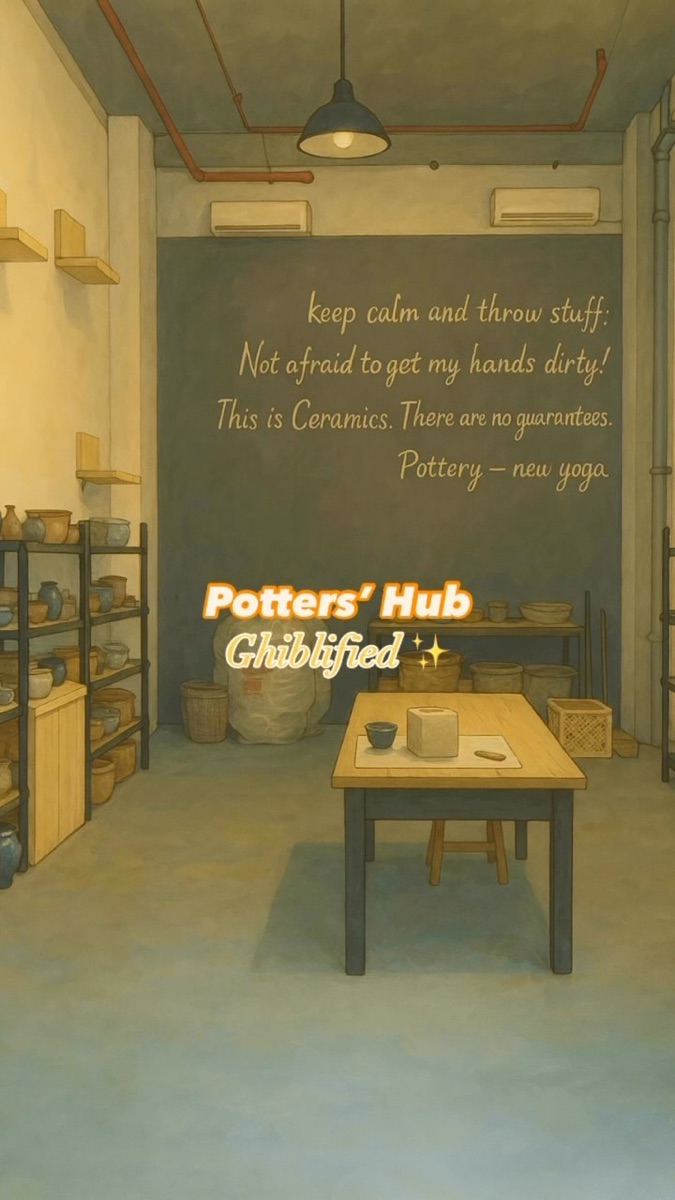 keep calm and throw stuff:
Not afraid to get my hands dirty!
This is Ceramics. There are no guarantees.
Pottery – new yoga
Potters’ Hub
Ghiblified ✨